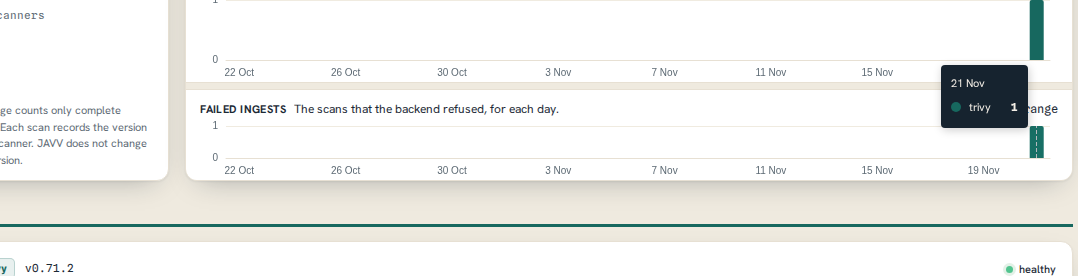 canners
ge counts only complete
Each scan records the version
canner. JAVV does not change
rsion.
1
0
22 Oct 26 Oct 30 Oct 3 Nov 7 Nov 11 Nov 15 Nov
21 Nov
trivy 1
FAILED INGESTS The scans that the backend refused, for each day.
range
1
0
22 Oct 26 Oct 30 Oct 3 Nov 7 Nov 11 Nov 15 Nov 19 Nov
vy v0.71.2
healthy